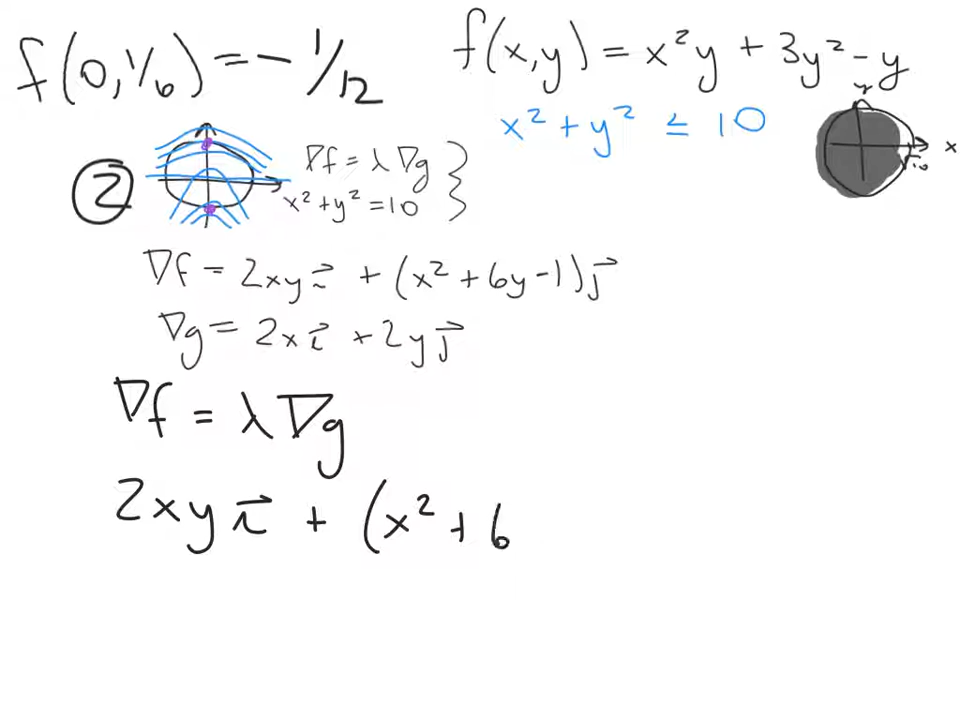 f(0,1/6) = -1/12
f(x,y) = x²y + 3y² - y
x² + y² ≤ 10
y
x
√10
②
∇f = λ∇g
x² + y² = 10 }
∇f = 2xy i⃗ + (x² + 6y - 1) j⃗
∇g = 2x i⃗ + 2y j⃗
∇f = λ∇g
2xy i⃗ + (x² + 6